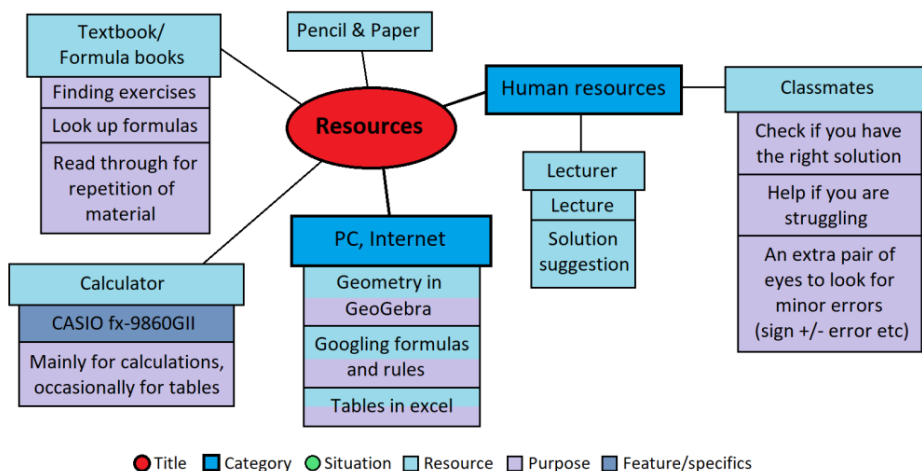 Textbook/
Formula books
Finding exercises
Look up formulas
Read through for
repetition of
material
Pencil & Paper
Resources
Human resources
Classmates
Check if you have
the right solution
Help if you are
struggling
An extra pair of
eyes to look for
minor errors
(sign +/- error etc)
Lecturer
Lecture
Solution
suggestion
PC, Internet
Geometry in
GeoGebra
Googling formulas
and rules
Tables in excel
Calculator
CASIO fx-9860GII
Mainly for calculations,
occasionally for tables
Title Category Situation Resource Purpose Feature/specifics